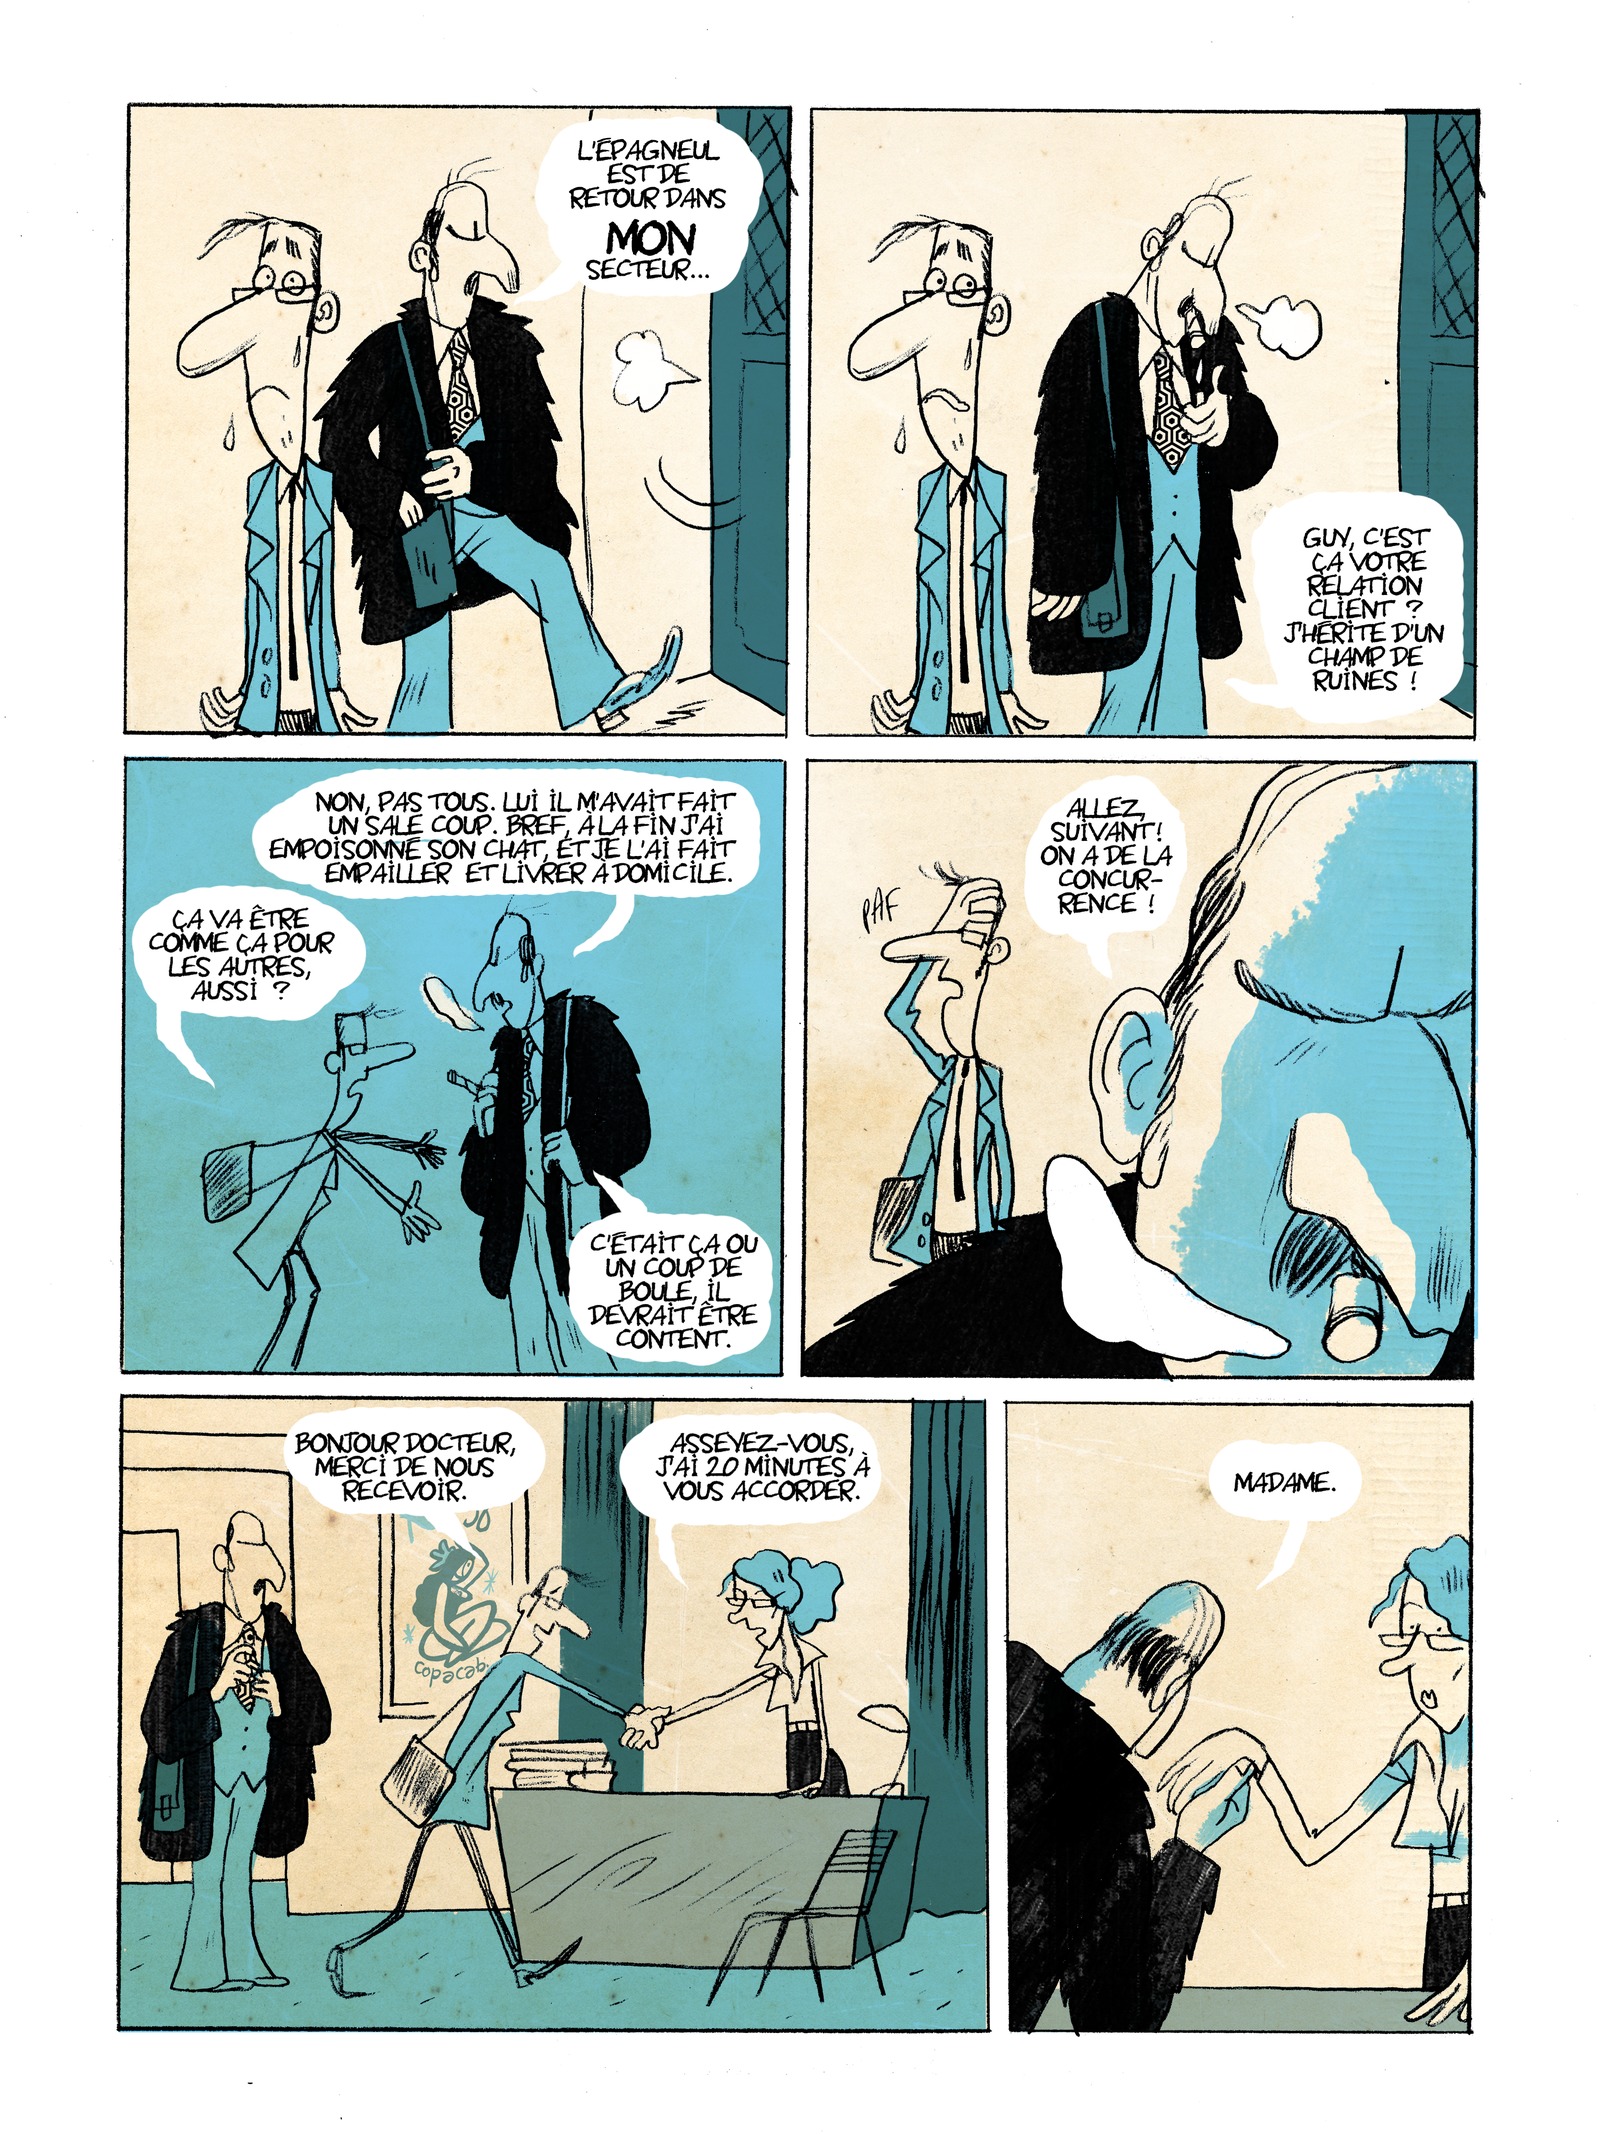 L'ÉPAGNEUL
EST DE
RETOUR DANS
MON
SECTEUR...
GUY, C'EST
ÇA VOTRE
RELATION
CLIENT ?
J'HÉRITE D'UN
CHAMP DE
RUINES !
NON, PAS TOUS. LUI IL M'AVAIT FAIT
UN SALE COUP. BREF, À LA FIN J'AI
EMPOISONNÉ SON CHAT, ET JE L'AI FAIT
EMPAILLER ET LIVRER À DOMICILE.
ÇA VA ÊTRE
COMME ÇA POUR
LES AUTRES,
AUSSI ?
C'ÉTAIT ÇA OU
UN COUP DE
BOULE, IL
DEVRAIT ÊTRE
CONTENT.
PAF
ALLEZ,
SUIVANT !
ON A DE LA
CONCUR-
RENCE !
BONJOUR DOCTEUR,
MERCI DE NOUS
RECEVOIR.
ASSEYEZ-VOUS,
J'AI 20 MINUTES À
VOUS ACCORDER.
copacab
MADAME.